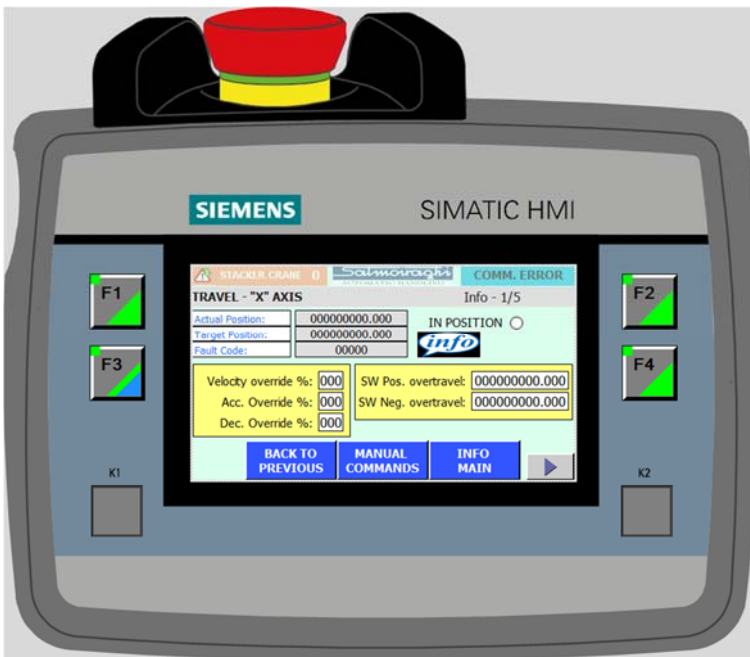 SIEMENS
SIMATIC HMI
F1
F2
F3
F4
K1
K2
STACKER CRANE 0
Salmoiraghi
COMM. ERROR
TRAVEL - "X" AXIS
Info - 1/5
Actual Position: 000000000.000
IN POSITION
Target Position: 000000000.000
info
Fault Code: 00000
Velocity override %: 000
SW Pos. overtravel: 000000000.000
Acc. Override %: 000
SW Neg. overtravel: 000000000.000
Dec. Override %: 000
BACK TO
PREVIOUS
MANUAL
COMMANDS
INFO
MAIN